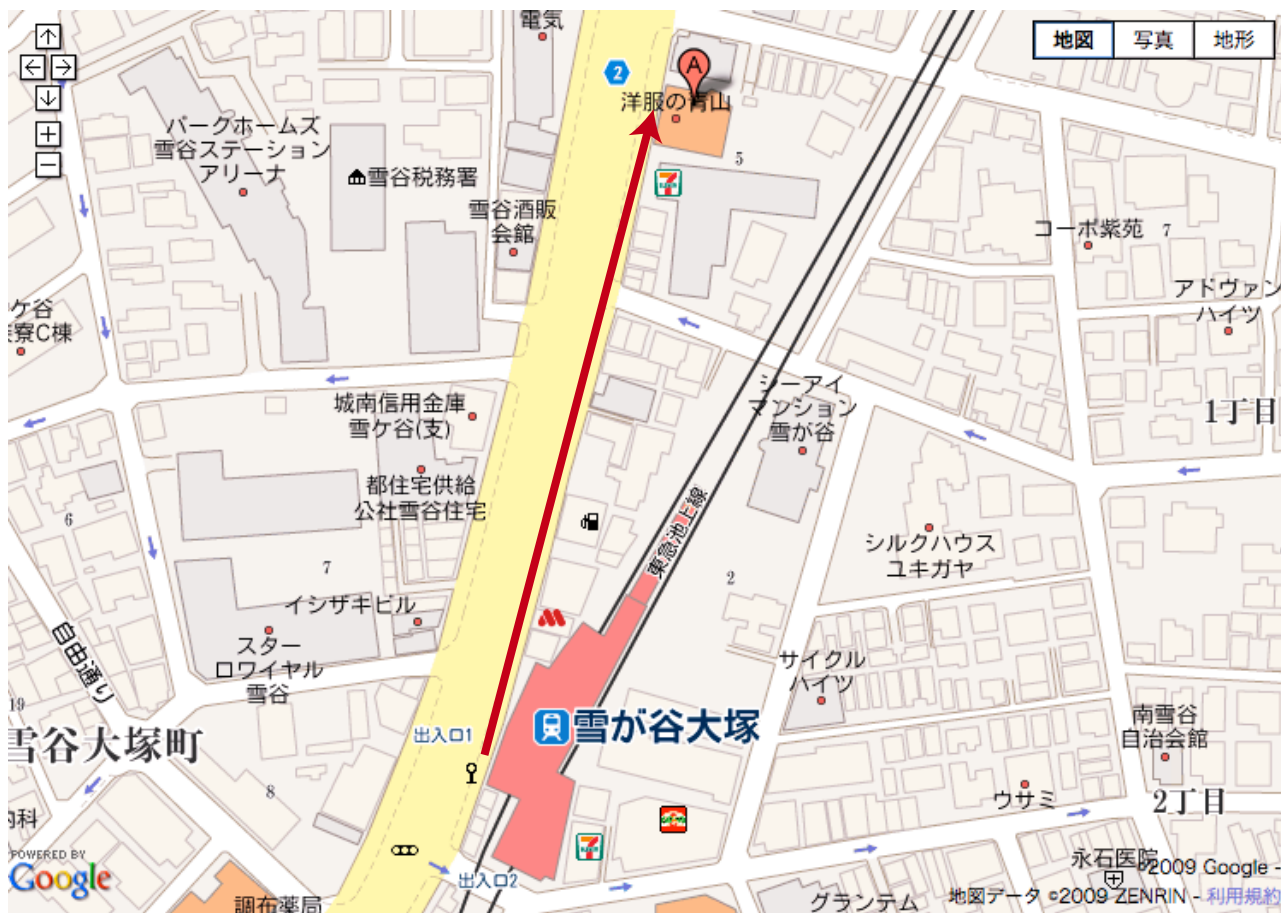 電気
地図
写真
地形
2
A
洋服の青山
パークホームズ
雪谷ステーション
アリーナ
雪谷税務署
5
雪谷酒販
会館
コーポ紫苑
7
アドヴァン
ハイツ
ケ谷
寮C棟
シーアイ
マンション
雪が谷
城南信用金庫
雪ケ谷(支)
1丁目
都住宅供給
公社雪谷住宅
東急池上線
6
シルクハウス
ユキガヤ
7
2
イシザキビル
スター
ロワイヤル
雪谷
自由通り
サイクル
ハイツ
19
雪谷大塚町
出入口1
雪が谷大塚
南雪谷
自治会館
8
ウサミ
2丁目
内科
POWERED BY
Google
出入口2
永石医院
©2009 Google -
調布薬局
グランテム
地図データ ©2009 ZENRIN - 利用規約